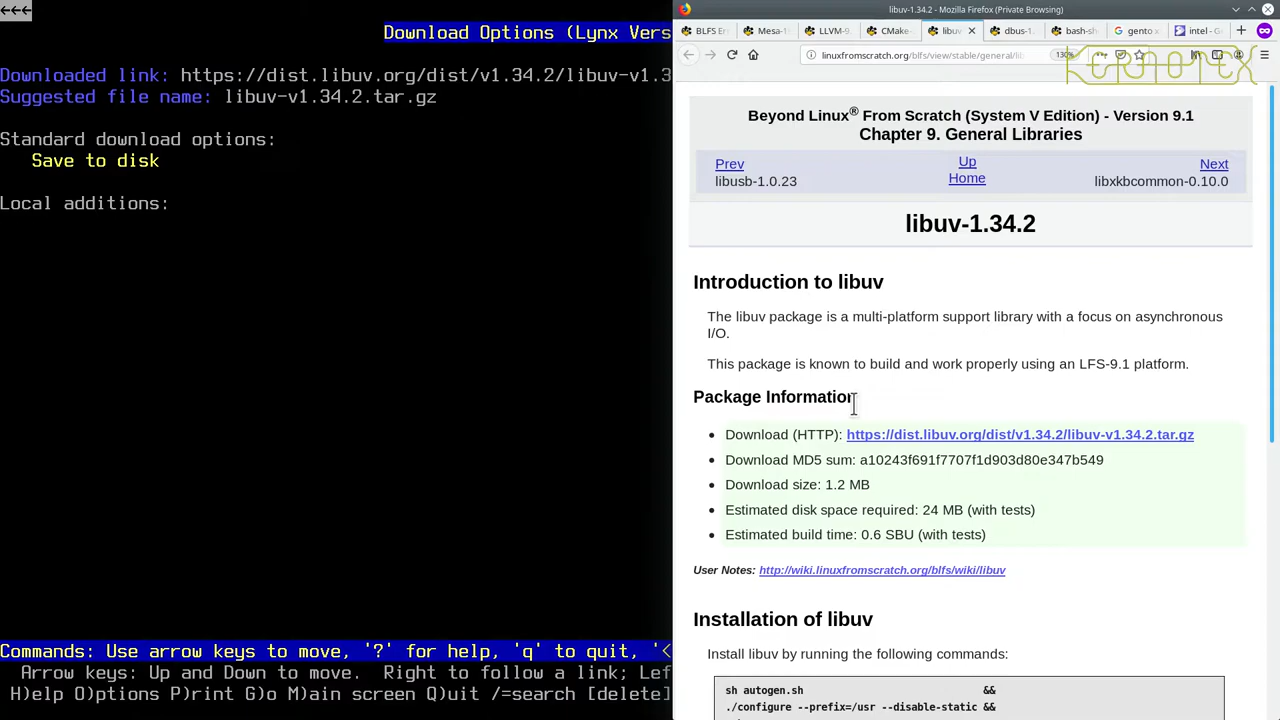 ←←←
Download Options (Lynx Vers
Downloaded link: https://dist.libuv.org/dist/v1.34.2/libuv-v1.3
Suggested file name: libuv-v1.34.2.tar.gz
Standard download options:
Save to disk
Local additions:
Commands: Use arrow keys to move, '?' for help, 'q' to quit, '<
Arrow keys: Up and Down to move.  Right to follow a link; Lef
H)elp O)ptions P)rint G)o M)ain screen Q)uit /=search [delete]
libuv-1.34.2 - Mozilla Firefox (Private Browsing)
BLFS Er
Mesa-1
LLVM-9.
CMake-
libuv
dbus-1.
bash-sh
gento x
intel - G
linuxfromscratch.org/blfs/view/stable/general/lib
130%
KERNOTEX
Beyond Linux® From Scratch (System V Edition) - Version 9.1
Chapter 9. General Libraries
Prev
Up
Next
libusb-1.0.23
Home
libxkbcommon-0.10.0
libuv-1.34.2
Introduction to libuv
The libuv package is a multi-platform support library with a focus on asynchronous
I/O.
This package is known to build and work properly using an LFS-9.1 platform.
Package Information
• Download (HTTP): https://dist.libuv.org/dist/v1.34.2/libuv-v1.34.2.tar.gz
• Download MD5 sum: a10243f691f7707f1d903d80e347b549
• Download size: 1.2 MB
• Estimated disk space required: 24 MB (with tests)
• Estimated build time: 0.6 SBU (with tests)
User Notes: http://wiki.linuxfromscratch.org/blfs/wiki/libuv
Installation of libuv
Install libuv by running the following commands:
sh autogen.sh &&
./configure --prefix=/usr --disable-static &&